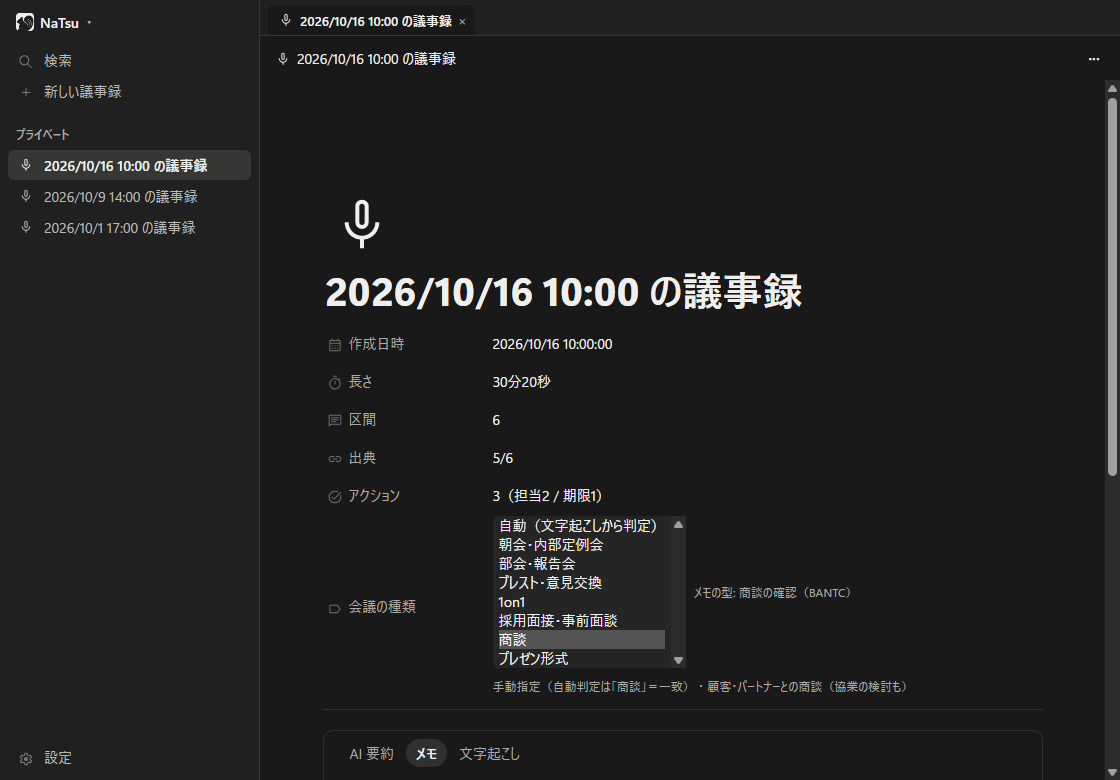 NaTsu
検索
新しい議事録
プライベート
2026/10/16 10:00 の議事録
2026/10/9 14:00 の議事録
2026/10/1 17:00 の議事録
設定
2026/10/16 10:00 の議事録 ×
2026/10/16 10:00 の議事録
2026/10/16 10:00 の議事録
作成日時 2026/10/16 10:00:00
長さ 30分20秒
区間 6
出典 5/6
アクション 3（担当2 / 期限1）
会議の種類
自動（文字起こしから判定）
朝会・内部定例会
部会・報告会
ブレスト・意見交換
1on1
採用面接・事前面談
商談
プレゼン形式
メモの型: 商談の確認（BANTC）
手動指定（自動判定は「商談」＝一致）・顧客・パートナーとの商談（協業の検討も）
AI 要約 メモ 文字起こし